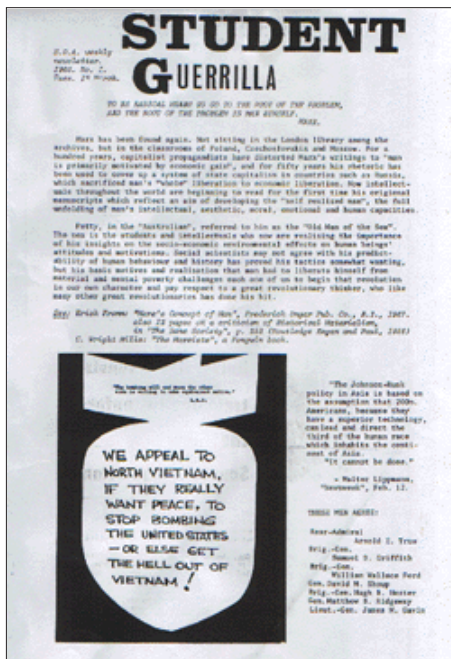 STUDENT
GUERRILLA
S.D.A. weekly
newsletter.
1968. No. 1.
TO BE RADICAL MEANS TO GO TO THE ROOT OF THE PROBLEM,
AND THE ROOT OF THE PROBLEM IS MAN HIMSELF.
MARX.
Marx has been found again. Not sitting in the London library among the
archives, but in the classrooms of Poland, Czechoslovakia and Moscow. For a
hundred years, capitalist propagandists have distorted Marx's writings to "man
is primarily motivated by economic gain", and for fifty years his rhetoric has
been used to cover up a system of state capitalism in countries such as Russia,
which sacrificed man's "whole" liberation to economic liberation. Now intellect-
uals throughout the world are beginning to read for the first time his original
manuscripts which reflect an aim of developing the "self realized man", the full
unfolding of man's intellectual, aesthetic, moral, emotional and human capacities.
Patty, in the "Australian", referred to him as the "Old Man of the Sea".
The sea is the students and intellectuals who now are reviving the importance
of his insights on the socio-economic environmental effects on human beings'
attitudes and motivations. Social scientists may not agree with his predict-
ability of human behaviour and history has proved his tactics somewhat wanting,
but his basic motives and realization that man had to liberate himself from
material and menial poverty challenges each one of us to begin that revolution
in our own character and pay respect to a great revolutionary thinker, who like
many other great revolutionaries has done his bit.
See: Erich Fromm: "Marx's Concept of Man", Frederick Ungar Pub. Co., N.Y., 1967.
also 22 pages of a criticism of Historical Materialism,
in "The Sane Society", p. (Routledge Kegan and Paul, 1956)
C. Wright Mills: "The Marxists", a Penguin book.
"The bombing will not move the other
side
L.B.J.
WE APPEAL TO
NORTH VIETNAM,
IF THEY REALLY
WANT PEACE, TO
STOP BOMBING
THE UNITED STATES
— OR ELSE GET
THE HELL OUT OF
VIETNAM!
"The Johnson-Rusk
policy in Asia is based on
the assumption that 200m.
Americans, because they
have a superior technology,
can lead and direct the
third of the human race
which inhabits the conti-
nent of Asia.
"It cannot be done."
- Walter Lippmann,
"Newsweek", Feb. 12.
THESE MEN AGREE:
Rear-Admiral
Arnold E. True
Brig.-Gen.
Samuel B. Griffith
Brig.-Gen.
William Wallace Ford
Gen. David M. Shoup
Brig.-Gen. Hugh B. Hester
Gen. Matthew B. Ridgeway
Lieut.-Gen. James M. Gavin